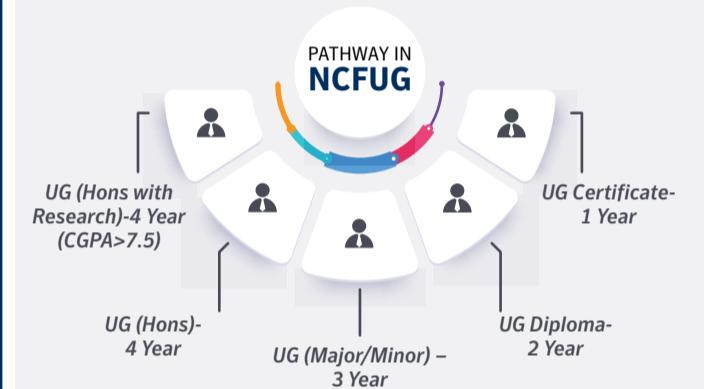 PATHWAY IN
NCFUG
UG (Hons with
Research)-4 Year
(CGPA>7.5)
UG (Hons)-
4 Year
UG (Major/Minor) –
3 Year
UG Diploma-
2 Year
UG Certificate-
1 Year